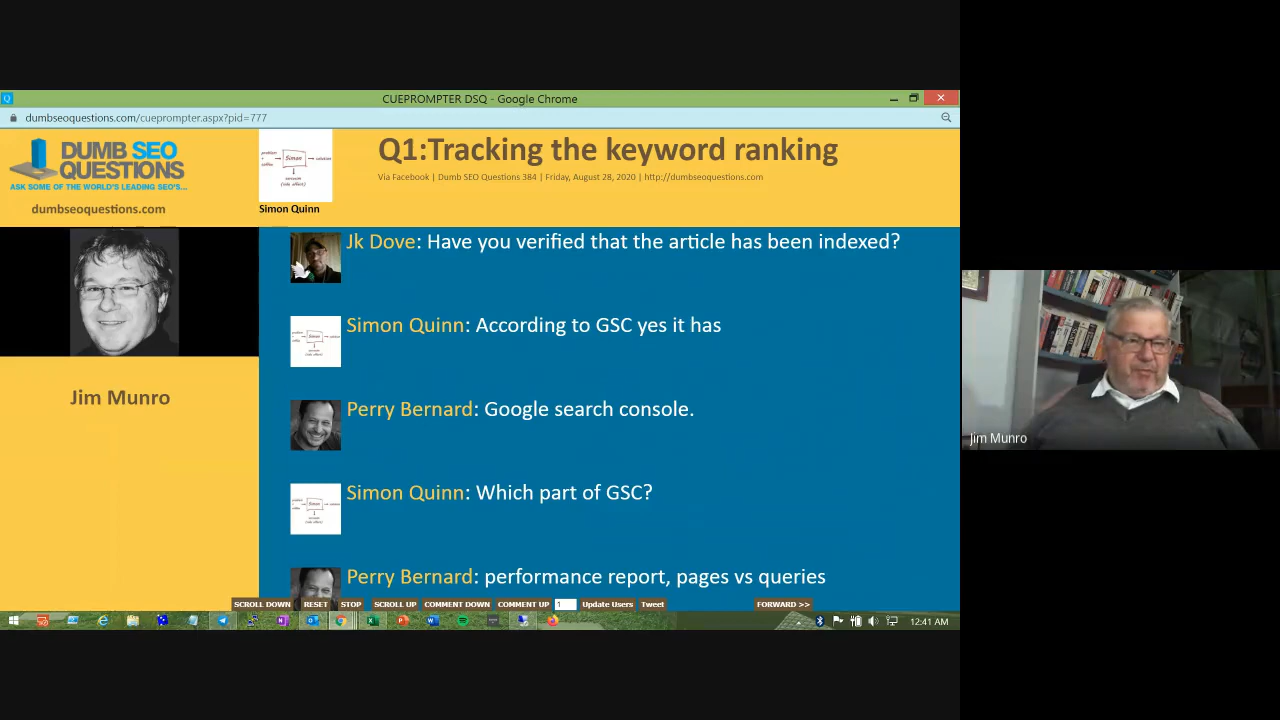 CUEPROMPTER DSQ - Google Chrome
dumbseoquestions.com/cueprompter.aspx?pid=777
DUMB SEO
QUESTIONS
ASK SOME OF THE WORLD'S LEADING SEO'S...
dumbseoquestions.com
Simon
Simon Quinn
Q1:Tracking the keyword ranking
Via Facebook | Dumb SEO Questions 384 | Friday, August 28, 2020 | http://dumbseoquestions.com
Jim Munro
Jk Dove: Have you verified that the article has been indexed?
Simon Quinn: According to GSC yes it has
Perry Bernard: Google search console.
Simon Quinn: Which part of GSC?
Perry Bernard: performance report, pages vs queries
SCROLL DOWN RESET STOP SCROLL UP COMMENT DOWN COMMENT UP 1 Update Users Tweet FORWARD >>
12:41 AM
Jim Munro